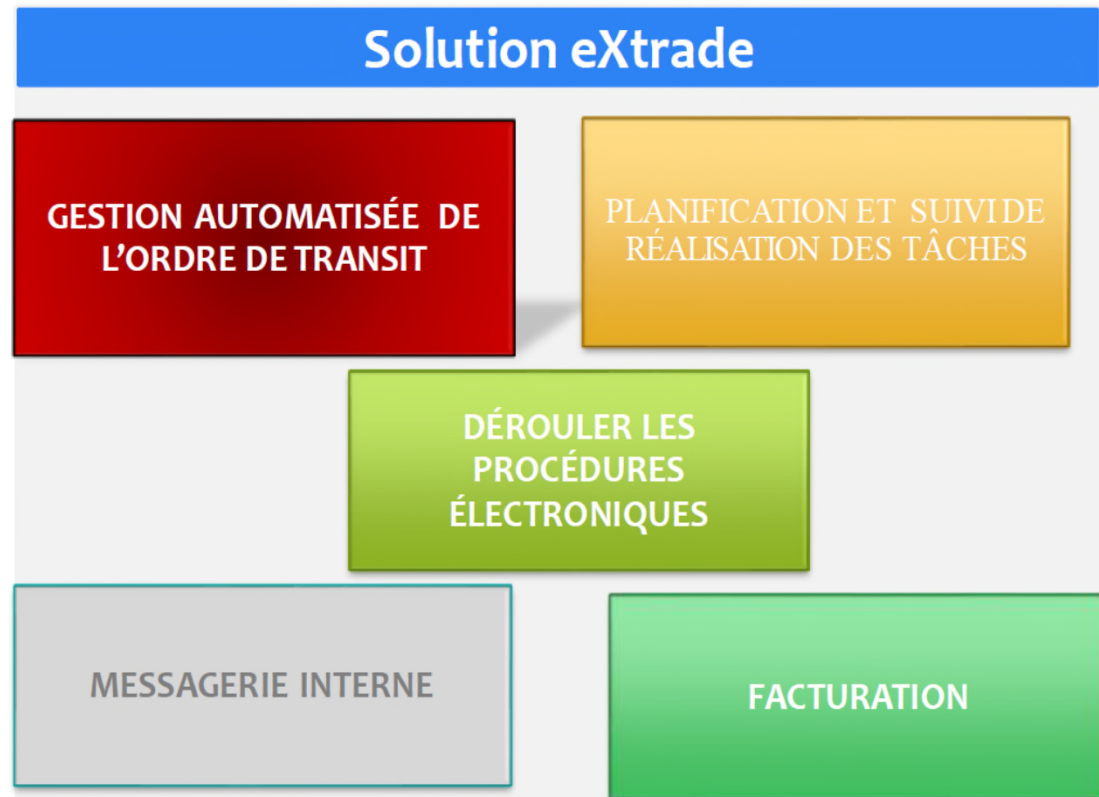 Solution eXtrade
GESTION AUTOMATISÉE DE
L’ORDRE DE TRANSIT
PLANIFICATION ET SUIVI DE
RÉALISATION DES TÂCHES
DÉROULER LES
PROCÉDURES
ÉLECTRONIQUES
MESSAGERIE INTERNE
FACTURATION